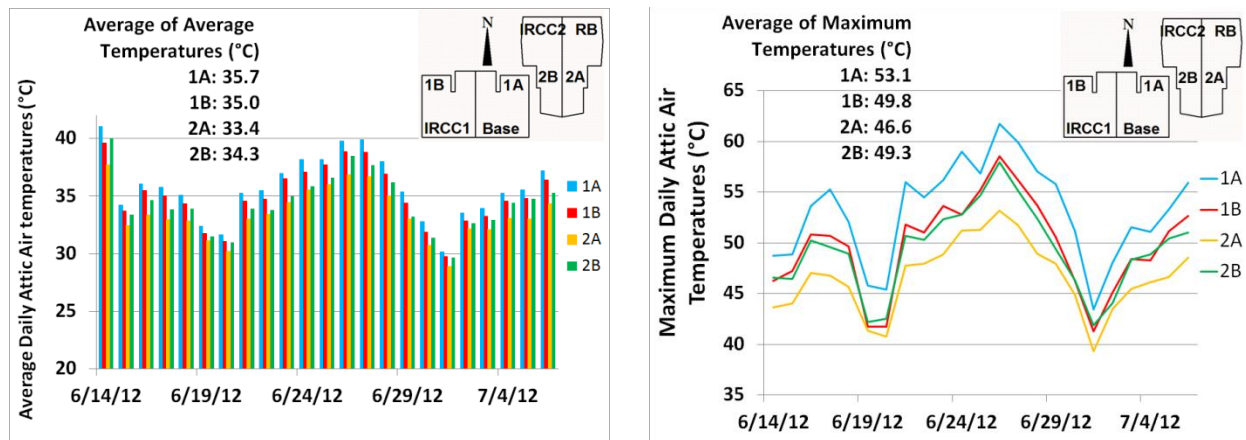 Average of Average
Temperatures (°C)
1A: 35.7
1B: 35.0
2A: 33.4
2B: 34.3
N
IRCC2 RB
1B 1A 2B 2A
IRCC1 Base
Average Daily Attic Air temperatures (°C)
40
35
30
25
20
6/14/12 6/19/12 6/24/12 6/29/12 7/4/12
1A
1B
2A
2B
Average of Maximum
Temperatures (°C)
1A: 53.1
1B: 49.8
2A: 46.6
2B: 49.3
N
IRCC2 RB
1B 1A 2B 2A
IRCC1 Base
Maximum Daily Attic Air
Temperatures (°C)
65
60
55
50
45
40
35
6/14/12 6/19/12 6/24/12 6/29/12 7/4/12
1A
1B
2A
2B